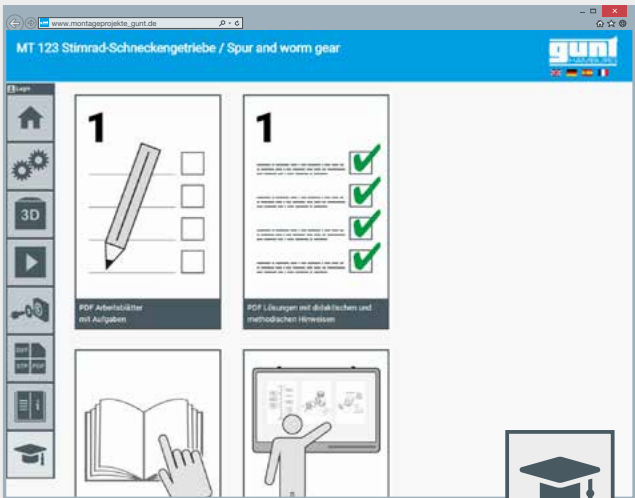 www.montageprojekte_gunt.de
MT 123 Stirnrad-Schneckengetriebe / Spur and worm gear
gunt
HAMBURG
Login
1
1
3D
DXF
STP PDF
i
PDF Arbeitsblätter
mit Aufgaben
PDF Lösungen mit didaktischen und
methodischen Hinweisen